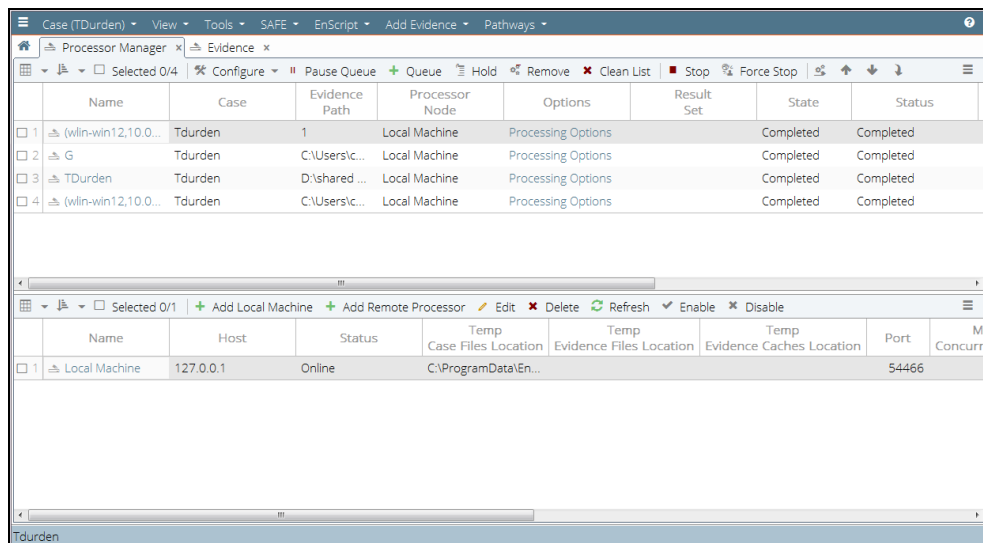 Case (TDurden) View Tools SAFE EnScript Add Evidence Pathways
Processor Manager x Evidence x
Selected 0/4 Configure Pause Queue Queue Hold Remove Clean List Stop Force Stop
Name Case Evidence Path Processor Node Options Result Set State Status
1 (wlin-win12,10.0... Tdurden 1 Local Machine Processing Options Completed Completed
2 G Tdurden C:\Users\c... Local Machine Processing Options Completed Completed
3 TDurden Tdurden D:\shared ... Local Machine Processing Options Completed Completed
4 (wlin-win12,10.0... Tdurden C:\Users\c... Local Machine Processing Options Completed Completed
Selected 0/1 Add Local Machine Add Remote Processor Edit Delete Refresh Enable Disable
Name Host Status Temp Case Files Location Temp Evidence Files Location Temp Evidence Caches Location Port M Concurr
1 Local Machine 127.0.0.1 Online C:\ProgramData\En... 54466
Tdurden